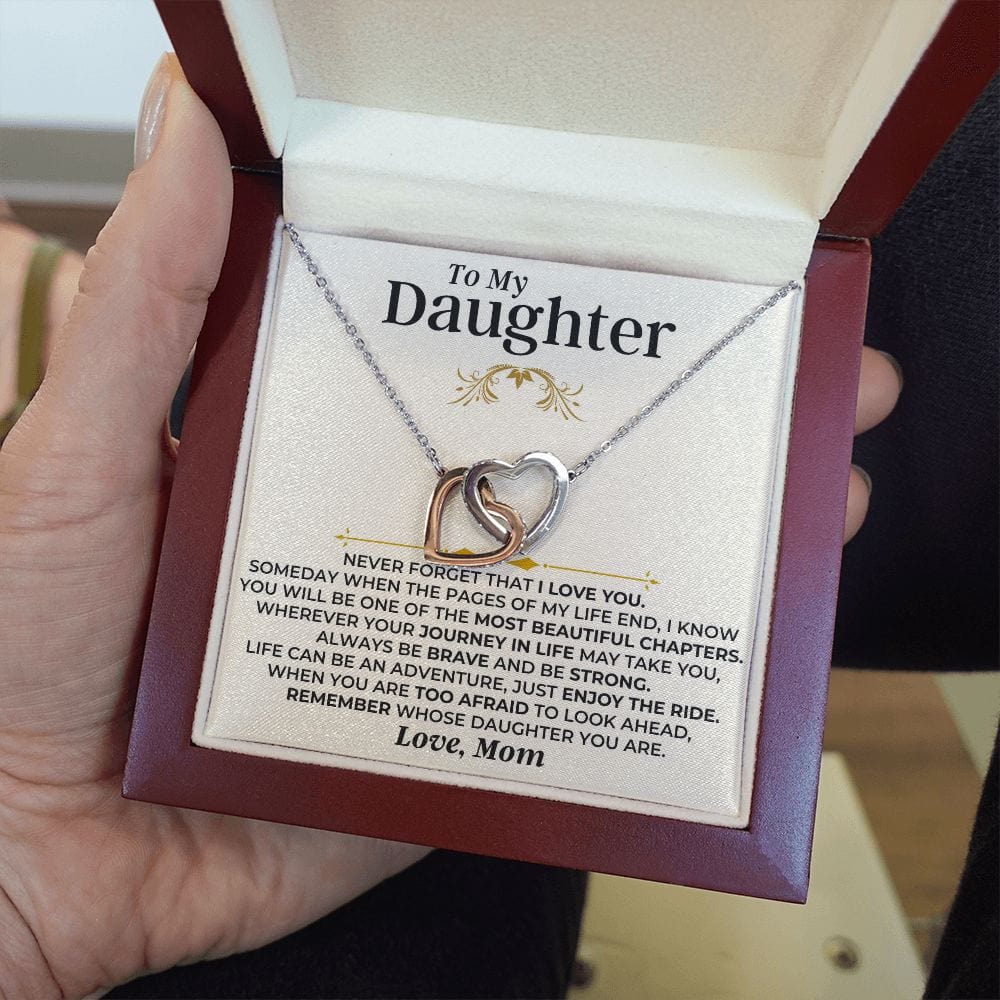 To My
Daughter
NEVER FORGET THAT I LOVE YOU.
SOMEDAY WHEN THE PAGES OF MY LIFE END, I KNOW
YOU WILL BE ONE OF THE MOST BEAUTIFUL CHAPTERS.
WHEREVER YOUR JOURNEY IN LIFE MAY TAKE YOU,
ALWAYS BE BRAVE AND BE STRONG.
LIFE CAN BE AN ADVENTURE, JUST ENJOY THE RIDE.
WHEN YOU ARE TOO AFRAID TO LOOK AHEAD,
REMEMBER WHOSE DAUGHTER YOU ARE.
Love, Mom